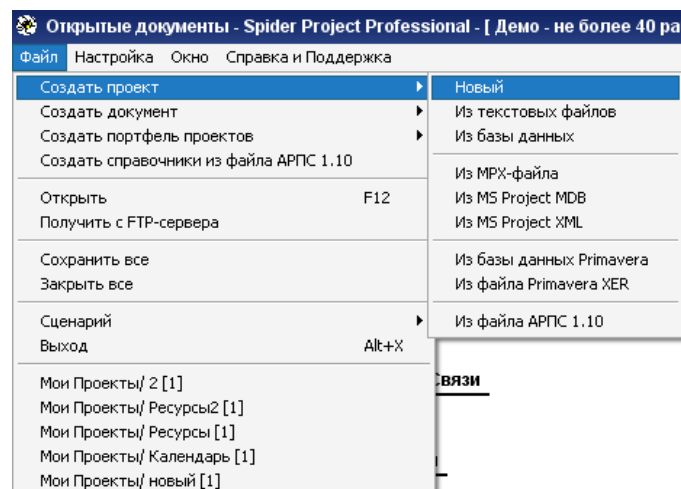 Открытые документы - Spider Project Professional - [ Демо - не более 40 ра
Файл Настройка Окно Справка и Поддержка
Создать проект
Создать документ
Создать портфель проектов
Создать справочники из файла АРПС 1.10
Открыть F12
Получить с FTP-сервера
Сохранить все
Закрыть все
Сценарий
Выход Alt+X
Мои Проекты/ 2 [1]
Мои Проекты/ Ресурсы2 [1]
Мои Проекты/ Ресурсы [1]
Мои Проекты/ Календарь [1]
Мои Проекты/ новый [1]
Новый
Из текстовых файлов
Из базы данных
Из MPX-файла
Из MS Project MDB
Из MS Project XML
Из базы данных Primavera
Из файла Primavera XER
Из файла АРПС 1.10
Связи